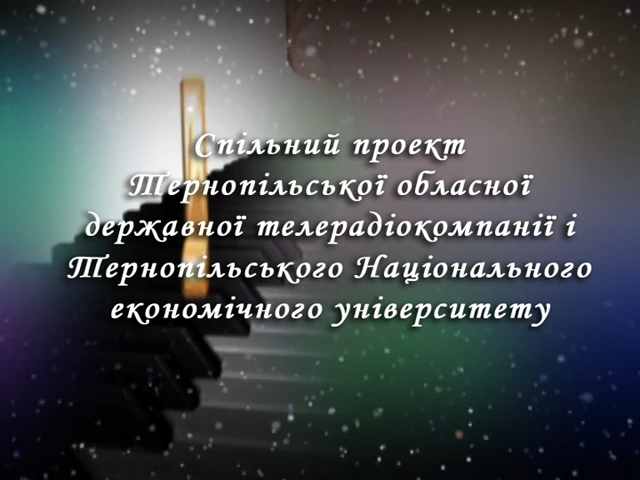 Спільний проект
Тернопільської обласної
державної телерадіокомпанії і
Тернопільського Національного
економічного університету